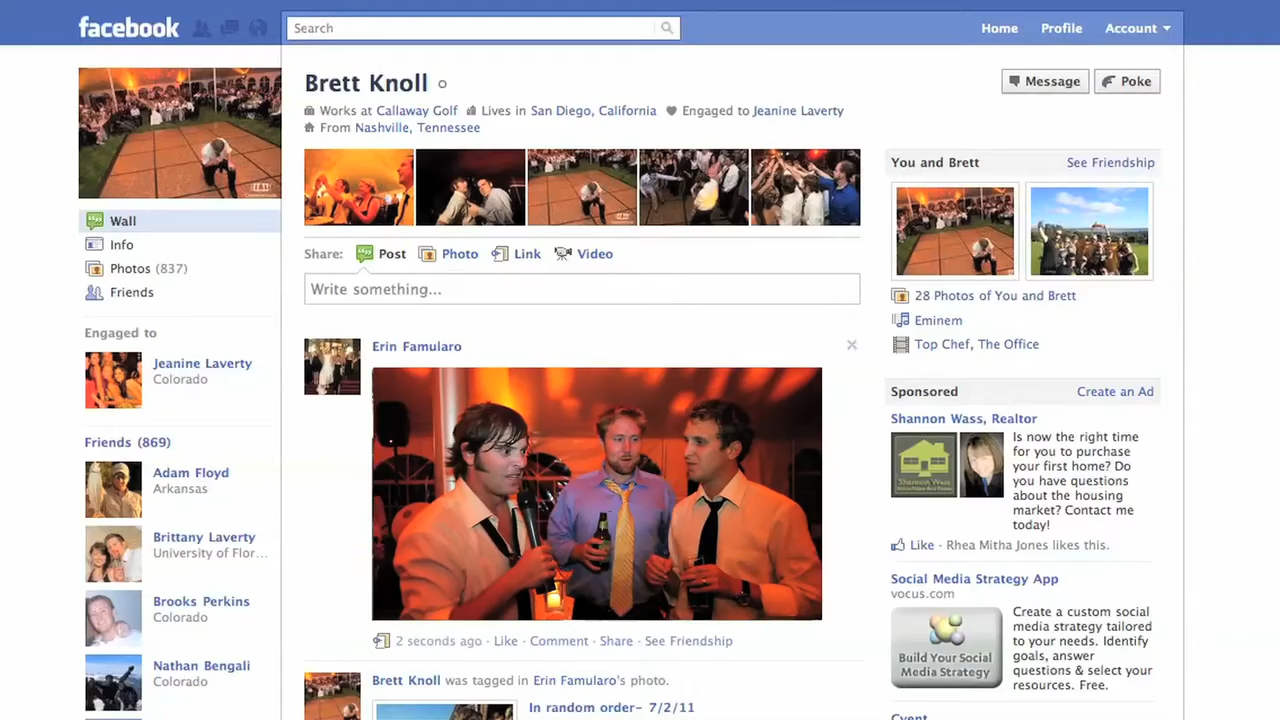 facebook
Search
Home
Profile
Account
Brett Knoll
Message
Poke
Works at Callaway Golf
Lives in San Diego, California
Engaged to Jeanine Laverty
From Nashville, Tennessee
Wall
Info
Photos (837)
Friends
Engaged to
Jeanine Laverty
Colorado
Friends (869)
Adam Floyd
Arkansas
Brittany Laverty
University of Flor...
Brooks Perkins
Colorado
Nathan Bengali
Colorado
Share:
Post
Photo
Link
Video
Write something...
Erin Famularo
2 seconds ago · Like · Comment · Share · See Friendship
Brett Knoll was tagged in Erin Famularo's photo.
In random order- 7/2/11
You and Brett
See Friendship
28 Photos of You and Brett
Eminem
Top Chef, The Office
Sponsored
Create an Ad
Shannon Wass, Realtor
Shannon Wass
Is now the right time
for you to purchase
your first home? Do
you have questions
about the housing
market? Contact me
today!
Like · Rhea Mitha Jones likes this.
Social Media Strategy App
vocus.com
Build Your Social
Media Strategy
Create a custom social
media strategy tailored
to your needs. Identify
goals, answer
questions & select your
resources. Free.
Event